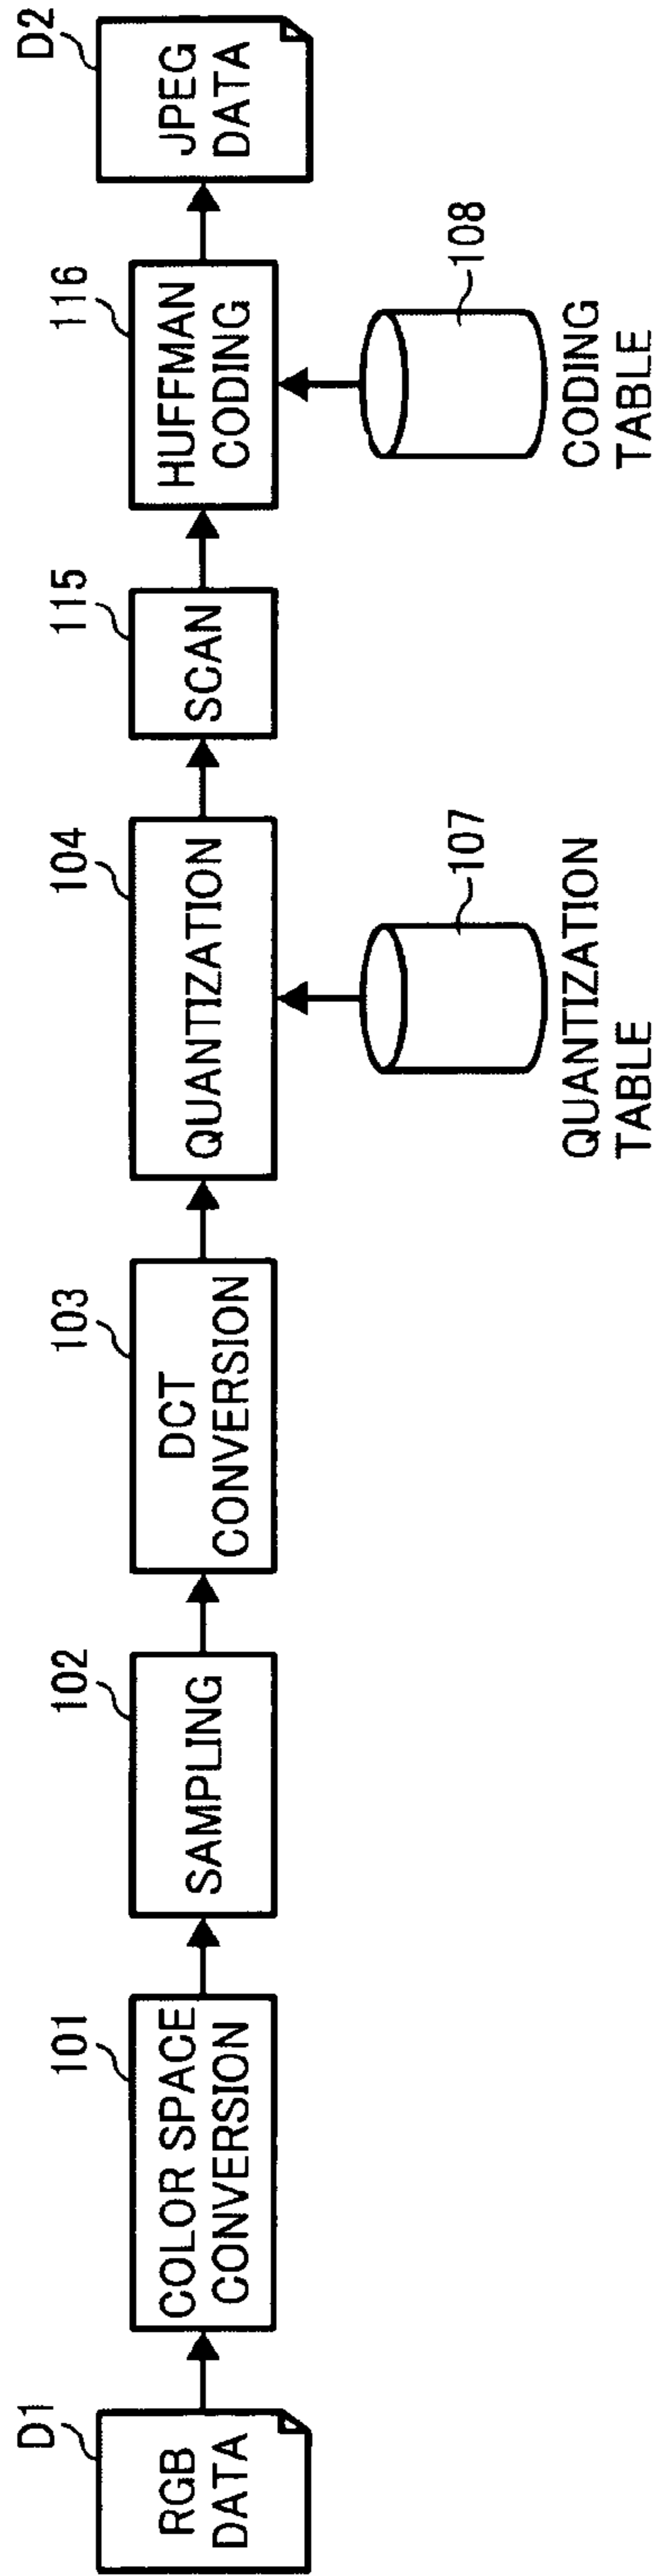 D1
RGB
DATA
101
COLOR SPACE
CONVERSION
102
SAMPLING
103
DCT
CONVERSION
104
QUANTIZATION
107
QUANTIZATION
TABLE
115
SCAN
116
HUFFMAN
CODING
108
CODING
TABLE
D2
JPEG
DATA